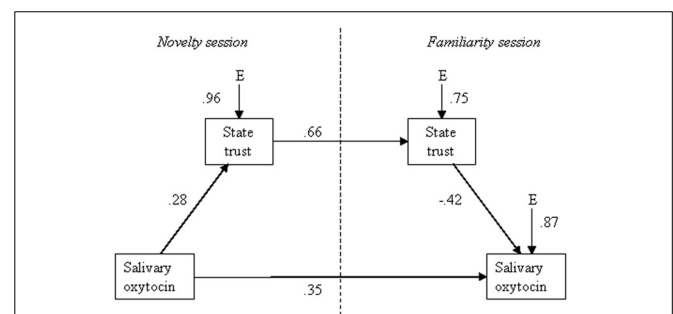 Novelty session
Familiarity session
E
E
.96
.75
State
trust
.66
State
trust
.28
-.42
E
.87
Salivary
oxytocin
.35
Salivary
oxytocin